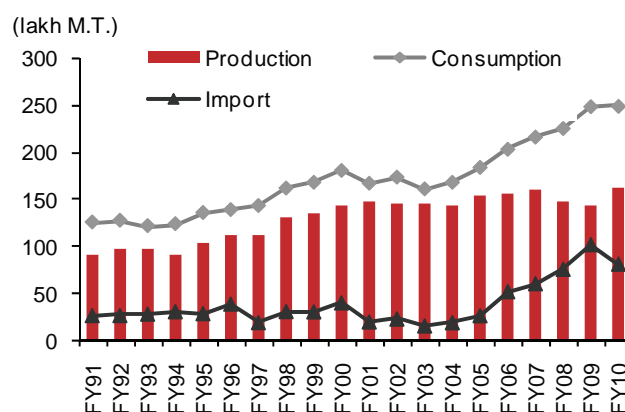 (lakh M.T.)
300
Production
Consumption
Import
250
200
150
100
50
0
FY91
FY92
FY93
FY94
FY95
FY96
FY97
FY98
FY99
FY00
FY01
FY02
FY03
FY04
FY05
FY06
FY07
FY08
FY09
FY10